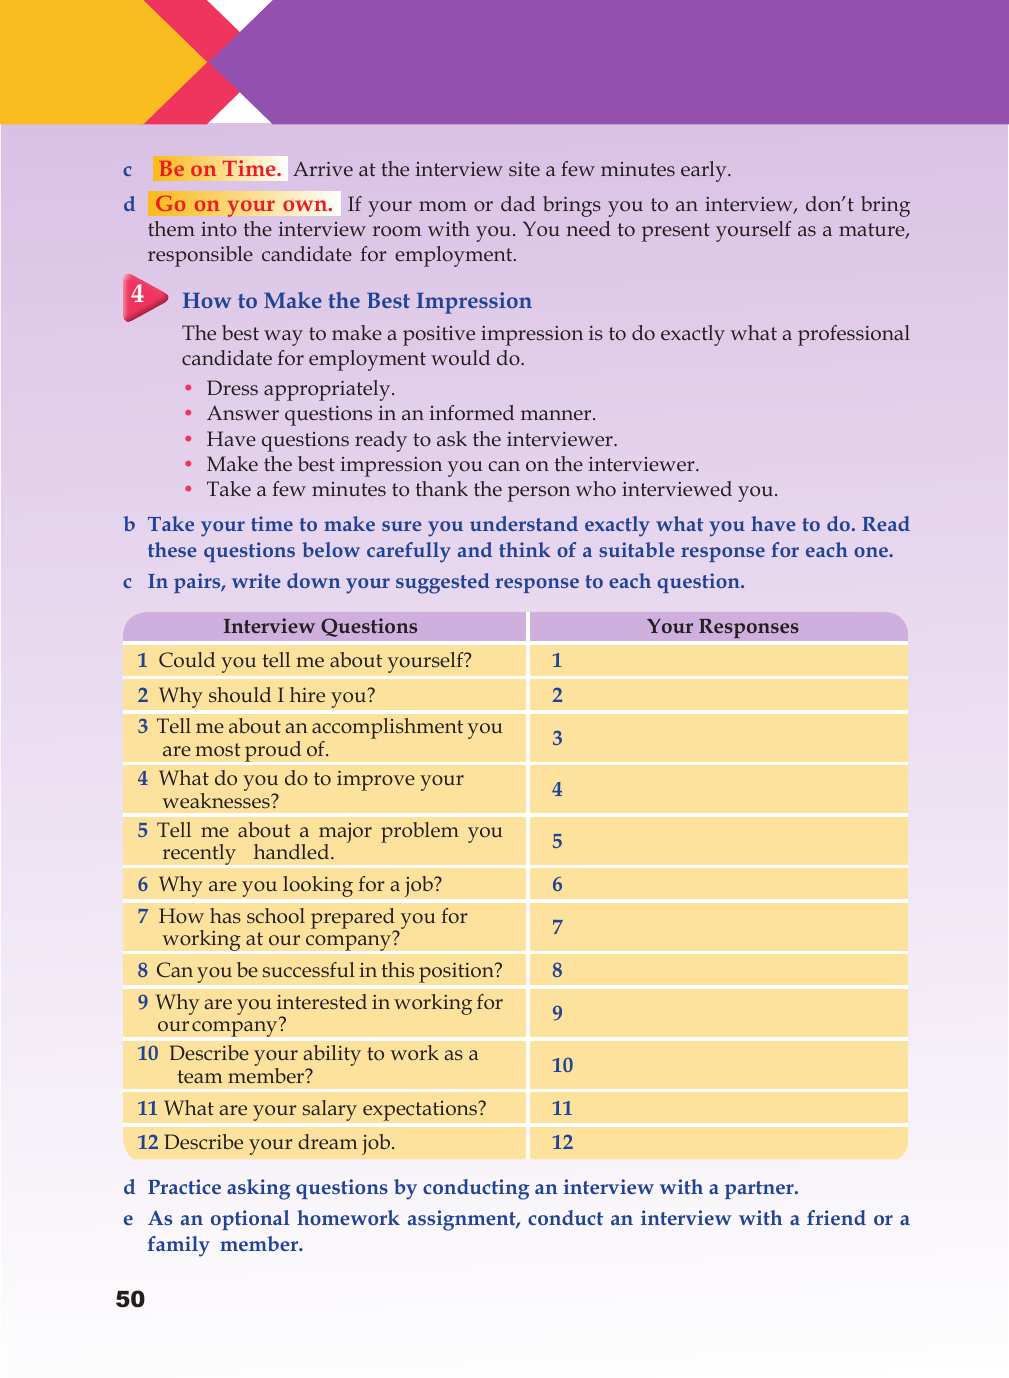 c Be on Time. Arrive at the interview site a few minutes early.
d Go on your own. If your mom or dad brings you to an interview, don't bring
them into the interview room with you. You need to present yourself as a mature,
responsible candidate for employment.
4 How to Make the Best Impression
The best way to make a positive impression is to do exactly what a professional
candidate for employment would do.
• Dress appropriately.
• Answer questions in an informed manner.
• Have questions ready to ask the interviewer.
• Make the best impression you can on the interviewer.
• Take a few minutes to thank the person who interviewed you.
b Take your time to make sure you understand exactly what you have to do. Read
these questions below carefully and think of a suitable response for each one.
c In pairs, write down your suggested response to each question.
Interview Questions Your Responses
1 Could you tell me about yourself? 1
2 Why should I hire you? 2
3 Tell me about an accomplishment you
are most proud of. 3
4 What do you do to improve your
weaknesses? 4
5 Tell me about a major problem you
recently handled. 5
6 Why are you looking for a job? 6
7 How has school prepared you for
working at our company? 7
8 Can you be successful in this position? 8
9 Why are you interested in working for
our company? 9
10 Describe your ability to work as a
team member? 10
11 What are your salary expectations? 11
12 Describe your dream job. 12
d Practice asking questions by conducting an interview with a partner.
e As an optional homework assignment, conduct an interview with a friend or a
family member.
50